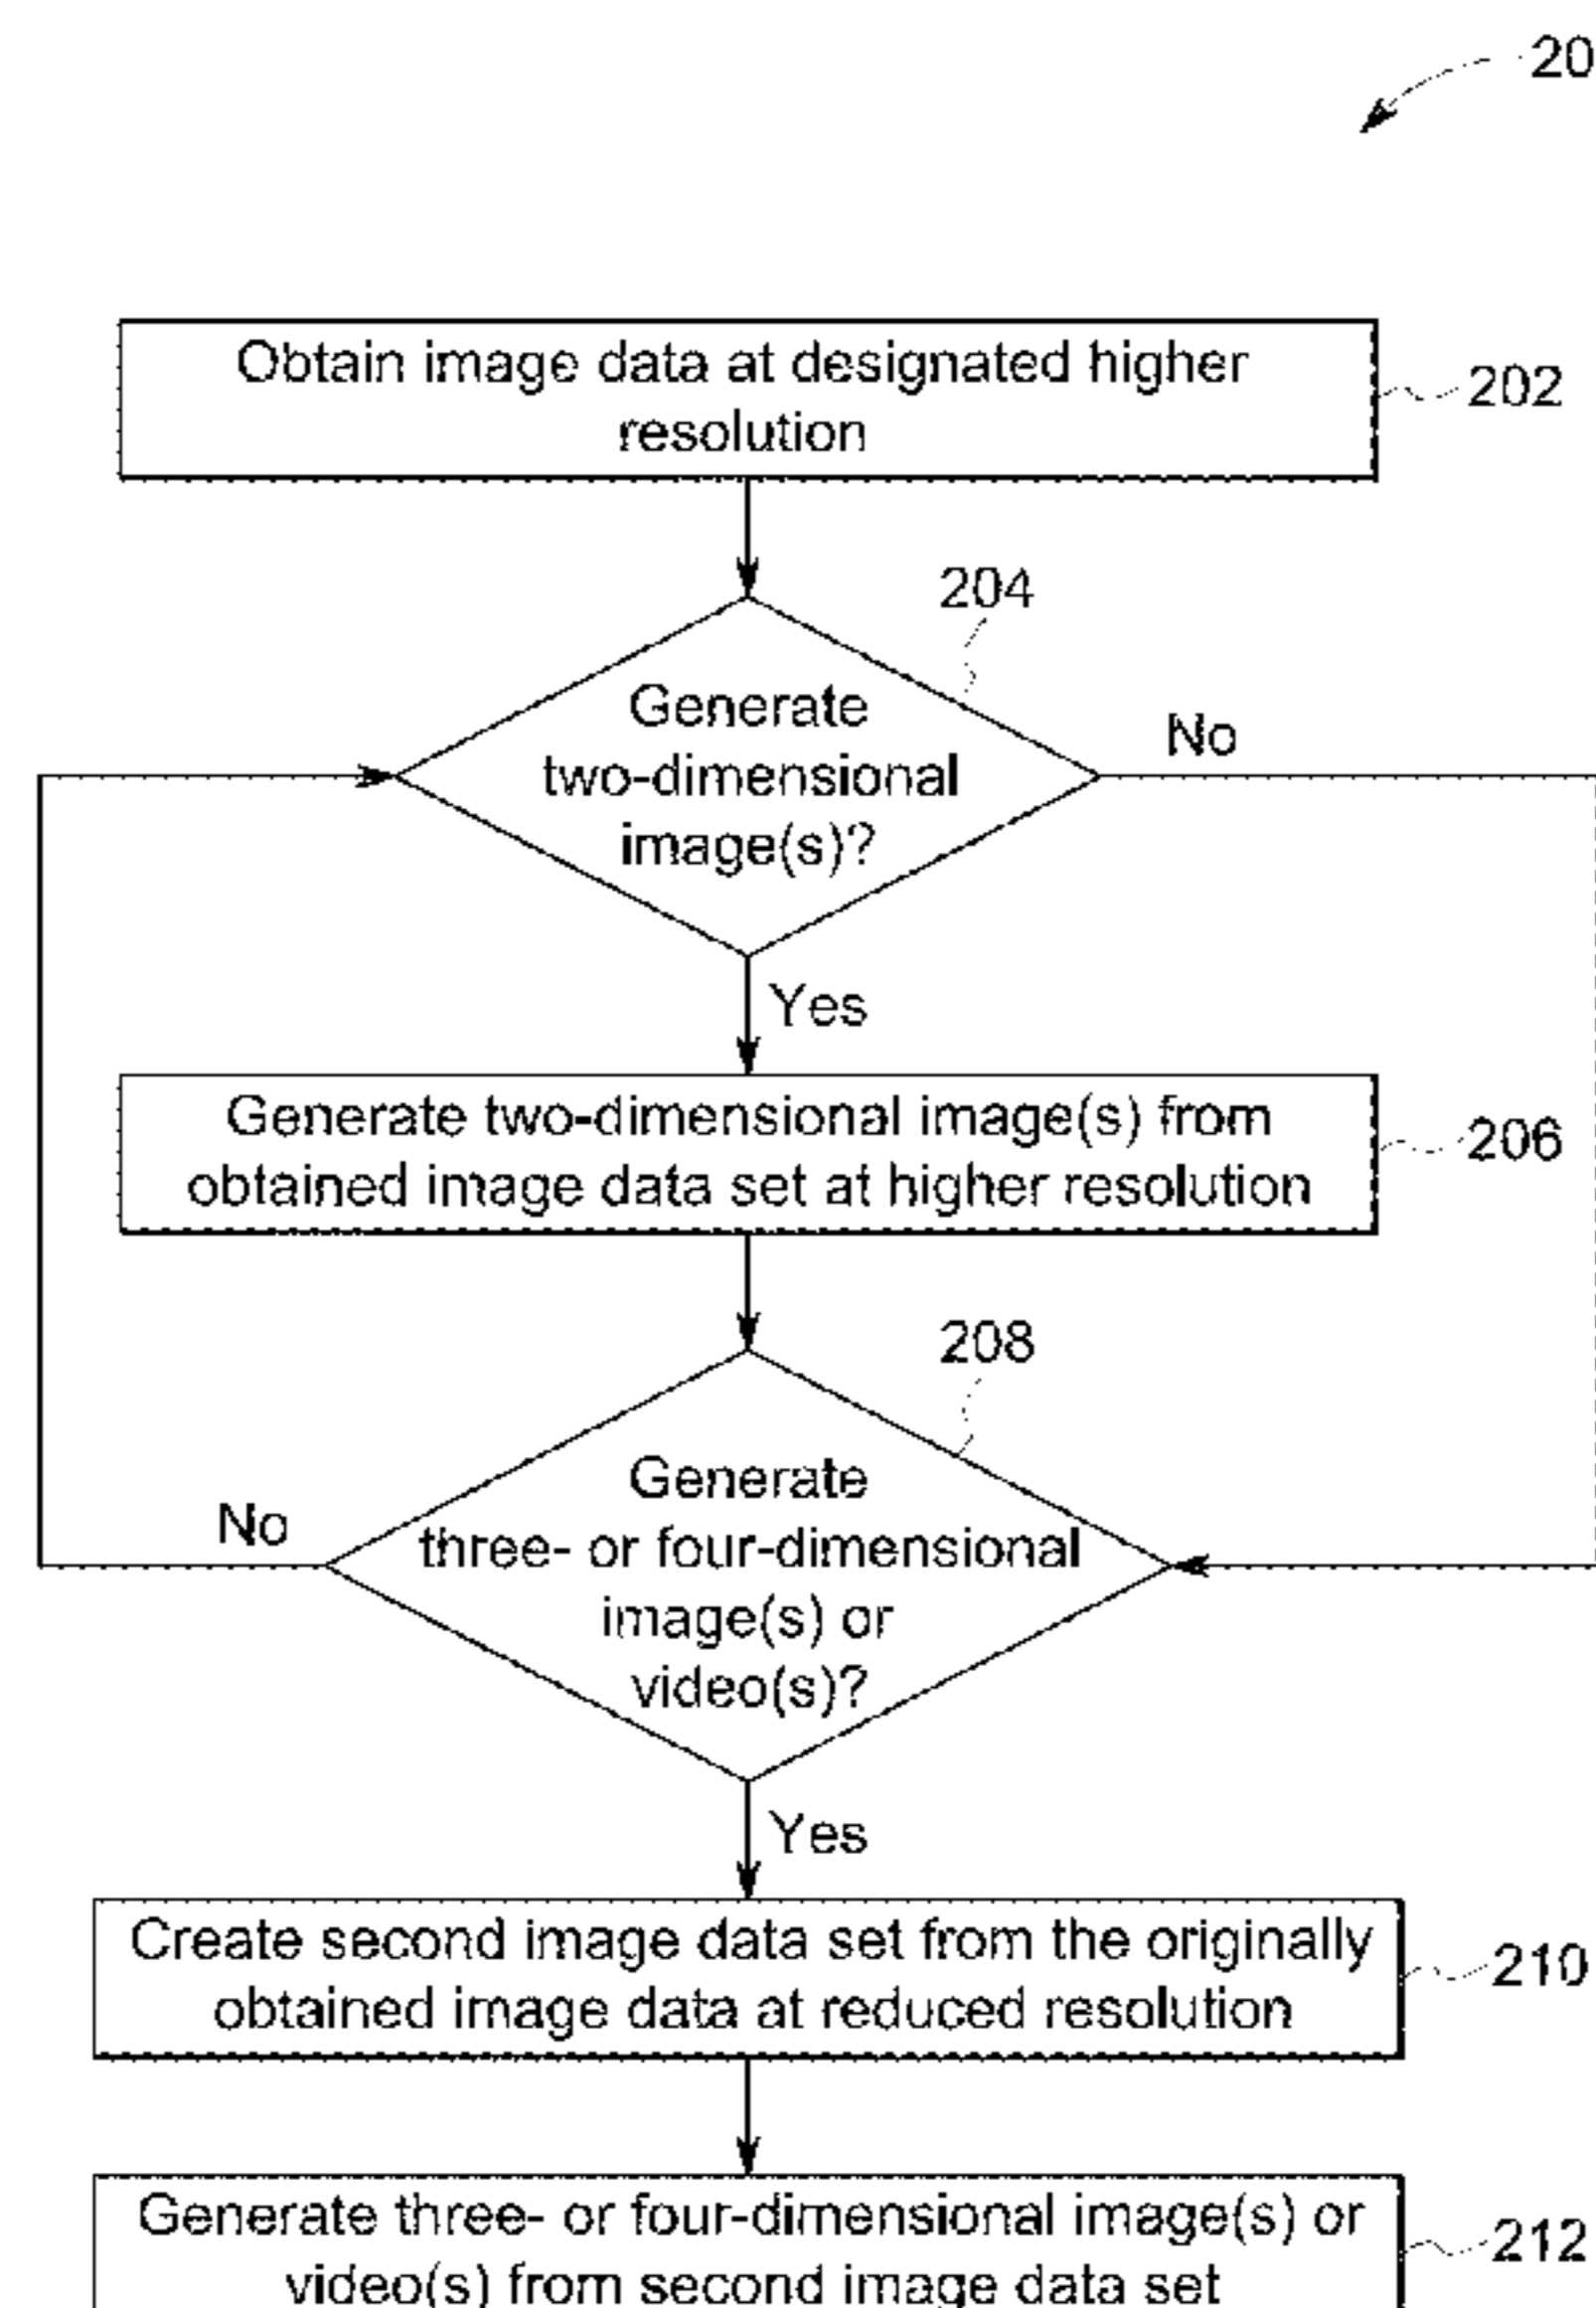 20
Obtain image data at designated higher
resolution
202
204
Generate
two-dimensional
image(s)?
No
Yes
Generate two-dimensional image(s) from
obtained image data set at higher resolution
206
208
Generate
three- or four-dimensional
image(s) or
video(s)?
No
Yes
Create second image data set from the originally
obtained image data at reduced resolution
210
Generate three- or four-dimensional image(s) or
video(s) from second image data set
212